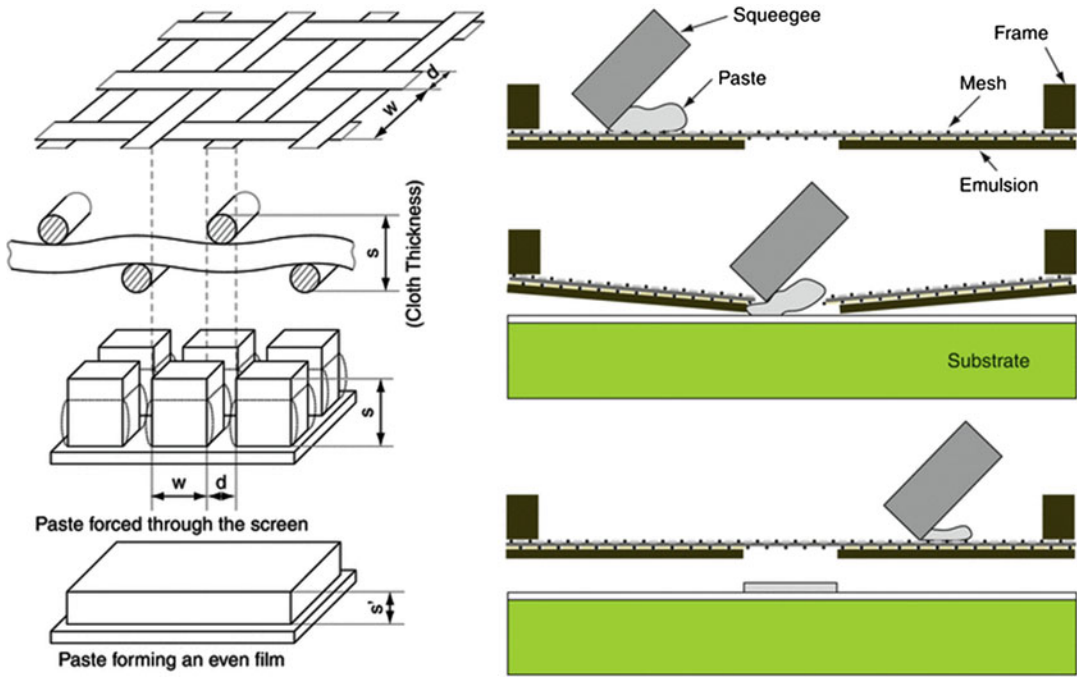 d
w
s
(Cloth Thickness)
s
w
d
Paste forced through the screen
s'
Paste forming an even film
Squeegee
Paste
Frame
Mesh
Emulsion
Substrate